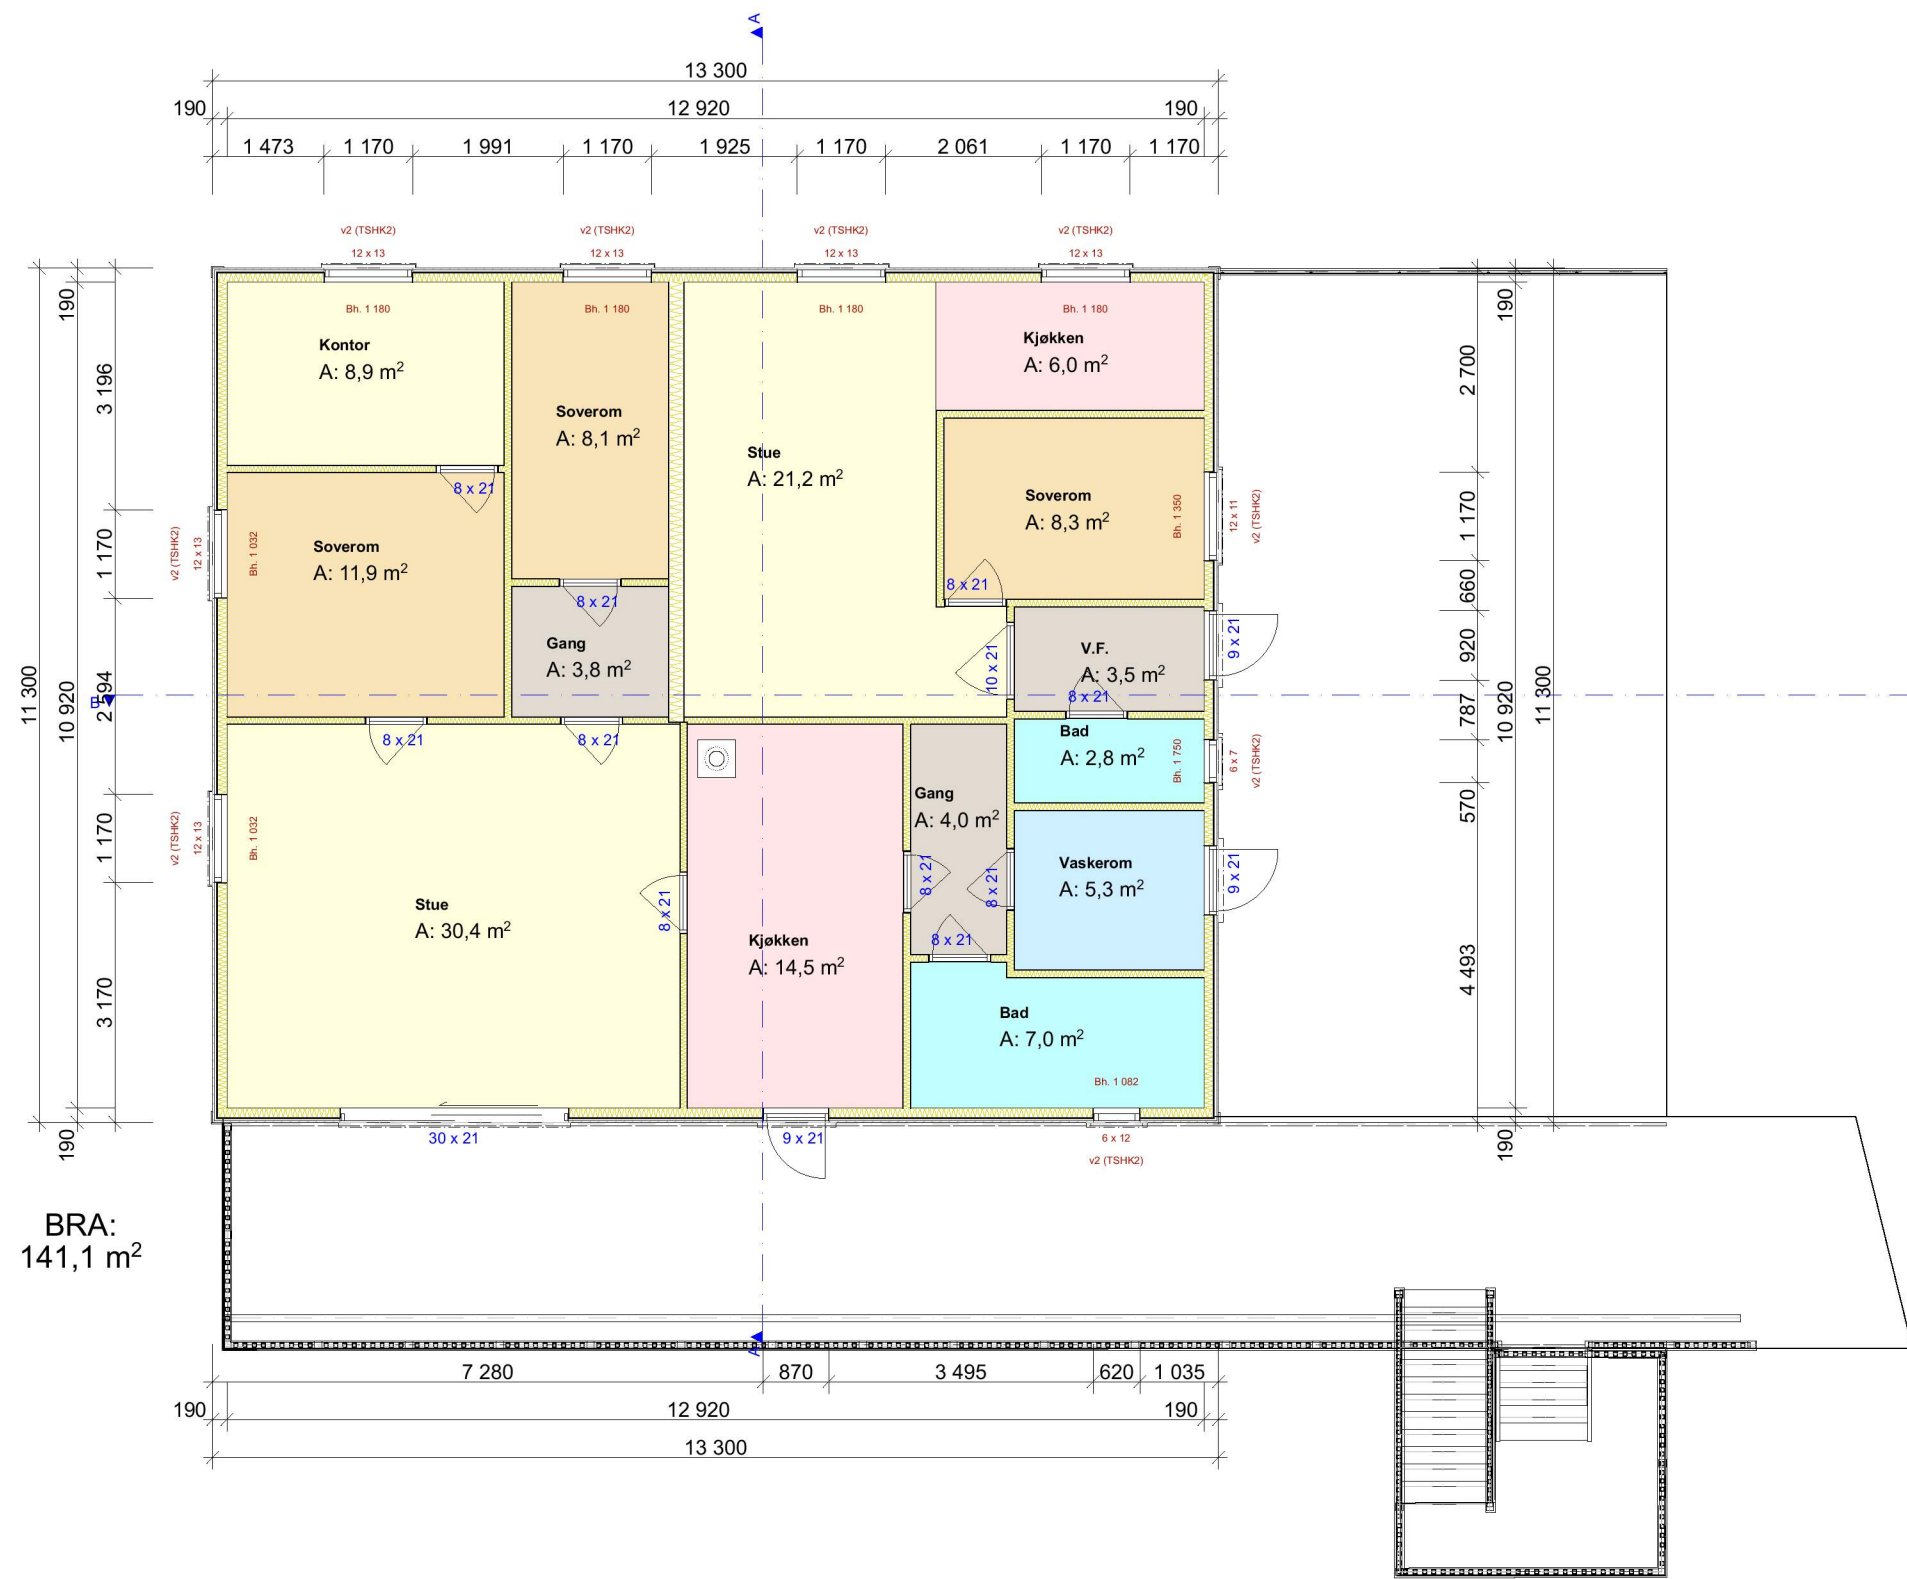 A
13 300
190 12 920 190
1 473 1 170 1 991 1 170 1 925 1 170 2 061 1 170 1 170
v2 (TSHK2) v2 (TSHK2) v2 (TSHK2) v2 (TSHK2)
12 x 13 12 x 13 12 x 13 12 x 13
Bh. 1 180 Bh. 1 180 Bh. 1 180 Bh. 1 180
11 300
190
10 920
190
3 196
1 170
2 594
1 170
3 170
B
v2 (TSHK2)
12 x 13
Bh. 1 032
v2 (TSHK2)
12 x 13
Bh. 1 032
Kontor
A: 8,9 m²
8 x 21
Soverom
A: 8,1 m²
8 x 21
Soverom
A: 11,9 m²
8 x 21
Gang
A: 3,8 m²
8 x 21
Stue
A: 21,2 m²
Kjøkken
A: 6,0 m²
Soverom
A: 8,3 m²
8 x 21
Bh. 1 350
12 x 11
v2 (TSHK2)
10 x 21
V.F.
A: 3,5 m²
8 x 21
9 x 21
Bad
A: 2,8 m²
Bh. 1 750
6 x 7
v2 (TSHK2)
Gang
A: 4,0 m²
8 x 21
8 x 21
8 x 21
Vaskerom
A: 5,3 m²
9 x 21
Stue
A: 30,4 m²
8 x 21
Kjøkken
A: 14,5 m²
Bad
A: 7,0 m²
Bh. 1 082
30 x 21
9 x 21
6 x 12
v2 (TSHK2)
2 700
1 170
660
920
787
570
4 493
190
10 920
190
11 300
BRA:
141,1 m²
A
7 280 870 3 495 620 1 035
190 12 920 190
13 300